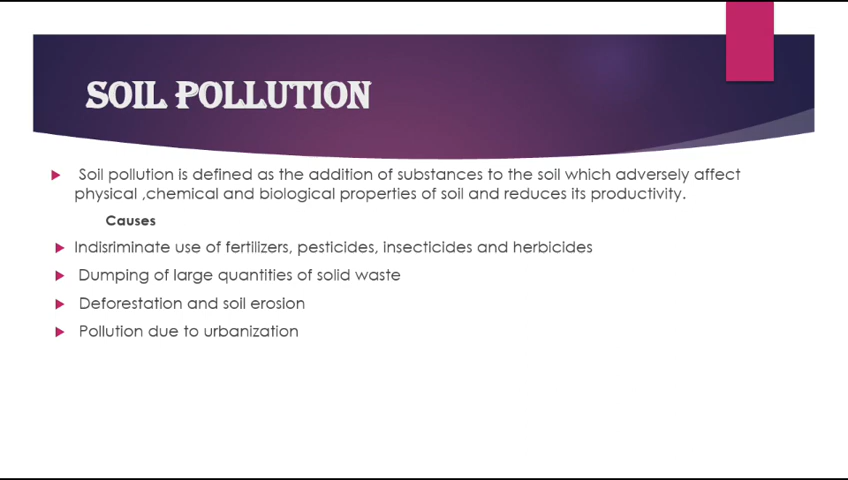 SOIL POLLUTION
Soil pollution is defined as the addition of substances to the soil which adversely affect
physical ,chemical and biological properties of soil and reduces its productivity.
Causes
Indisriminate use of fertilizers, pesticides, insecticides and herbicides
Dumping of large quantities of solid waste
Deforestation and soil erosion
Pollution due to urbanization